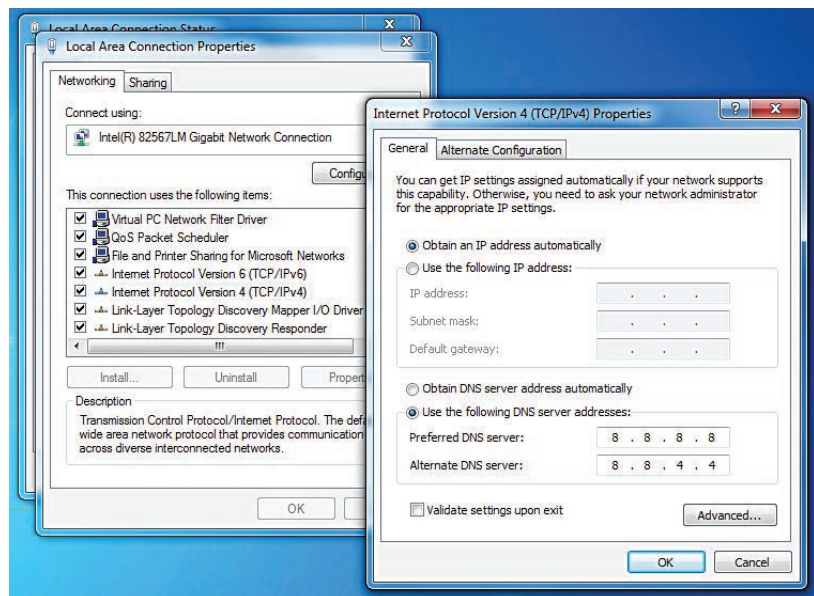 Local Area Connection Status
Local Area Connection Properties
Networking
Sharing
Connect using:
Intel(R) 82567LM Gigabit Network Connection
Configu
This connection uses the following items:
Virtual PC Network Filter Driver
QoS Packet Scheduler
File and Printer Sharing for Microsoft Networks
Internet Protocol Version 6 (TCP/IPv6)
Internet Protocol Version 4 (TCP/IPv4)
Link-Layer Topology Discovery Mapper I/O Driver
Link-Layer Topology Discovery Responder
Install...
Uninstall
Propert
Description
Transmission Control Protocol/Internet Protocol. The defa
wide area network protocol that provides communication
across diverse interconnected networks.
OK
Internet Protocol Version 4 (TCP/IPv4) Properties
General
Alternate Configuration
You can get IP settings assigned automatically if your network supports
this capability. Otherwise, you need to ask your network administrator
for the appropriate IP settings.
Obtain an IP address automatically
Use the following IP address:
IP address: . . .
Subnet mask: . . .
Default gateway: . . .
Obtain DNS server address automatically
Use the following DNS server addresses:
Preferred DNS server: 8 . 8 . 8 . 8
Alternate DNS server: 8 . 8 . 4 . 4
Validate settings upon exit
Advanced...
OK
Cancel